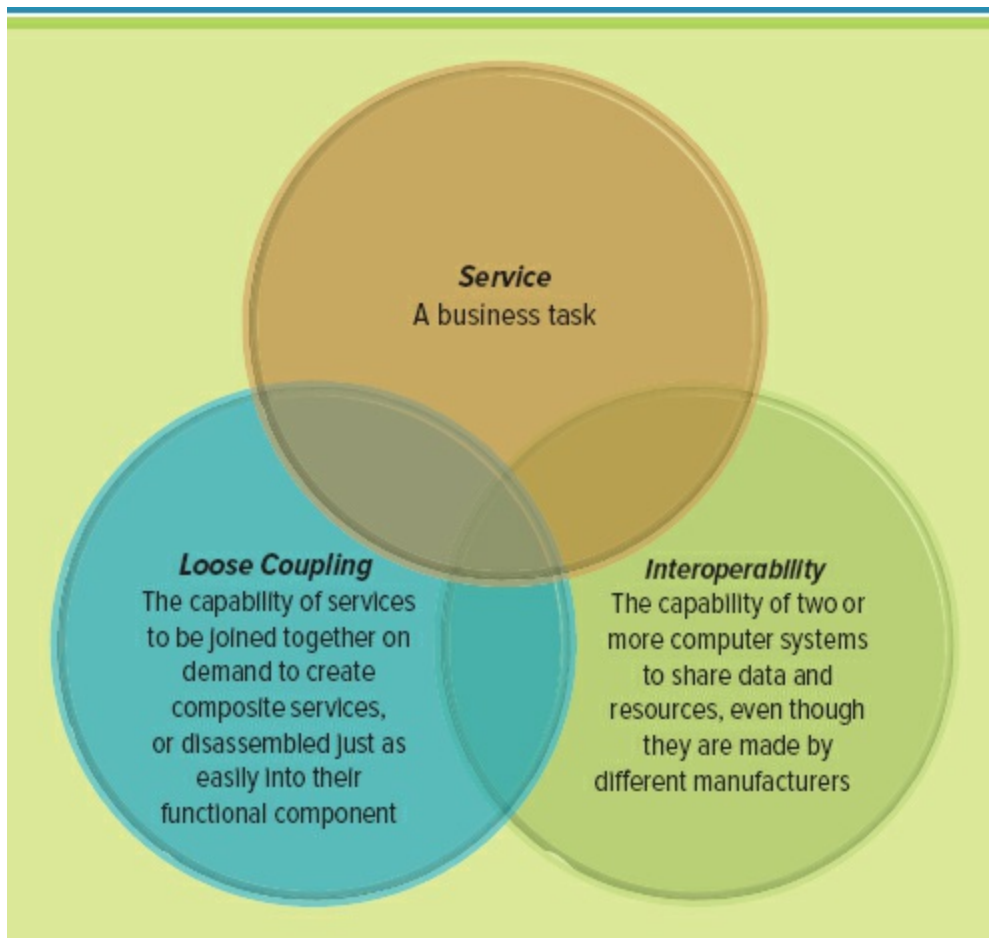 Service
A business task
Loose Coupling
The capability of services
to be joined together on
demand to create
composite services,
or disassembled just as
easily into their
functional component
Interoperability
The capability of two or
more computer systems
to share data and
resources, even though
they are made by
different manufacturers